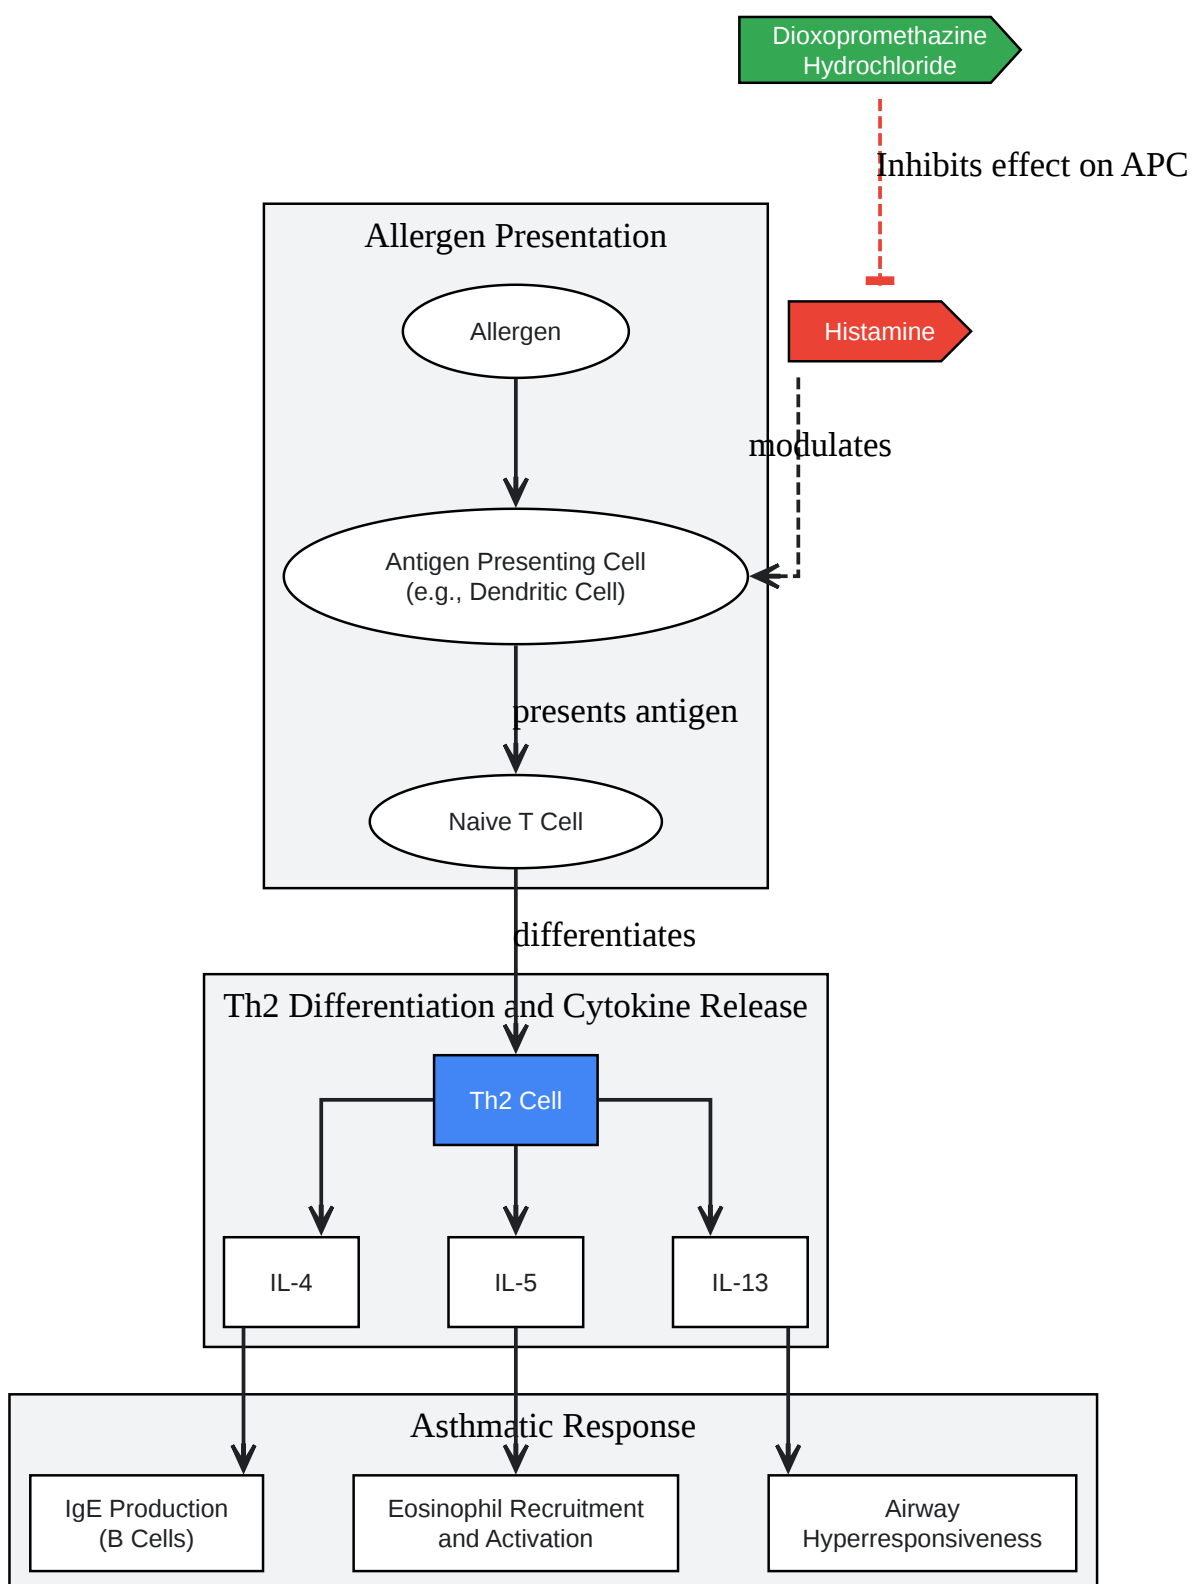 Dioxopromethazine
Hydrochloride
Inhibits effect on APC
Allergen Presentation
Allergen
Histamine
modulates
Antigen Presenting Cell
(e.g., Dendritic Cell)
presents antigen
Naive T Cell
differentiates
Th2 Differentiation and Cytokine Release
Th2 Cell
IL-4
IL-5
IL-13
Asthmatic Response
IgE Production
(B Cells)
Eosinophil Recruitment
and Activation
Airway
Hyperresponsiveness